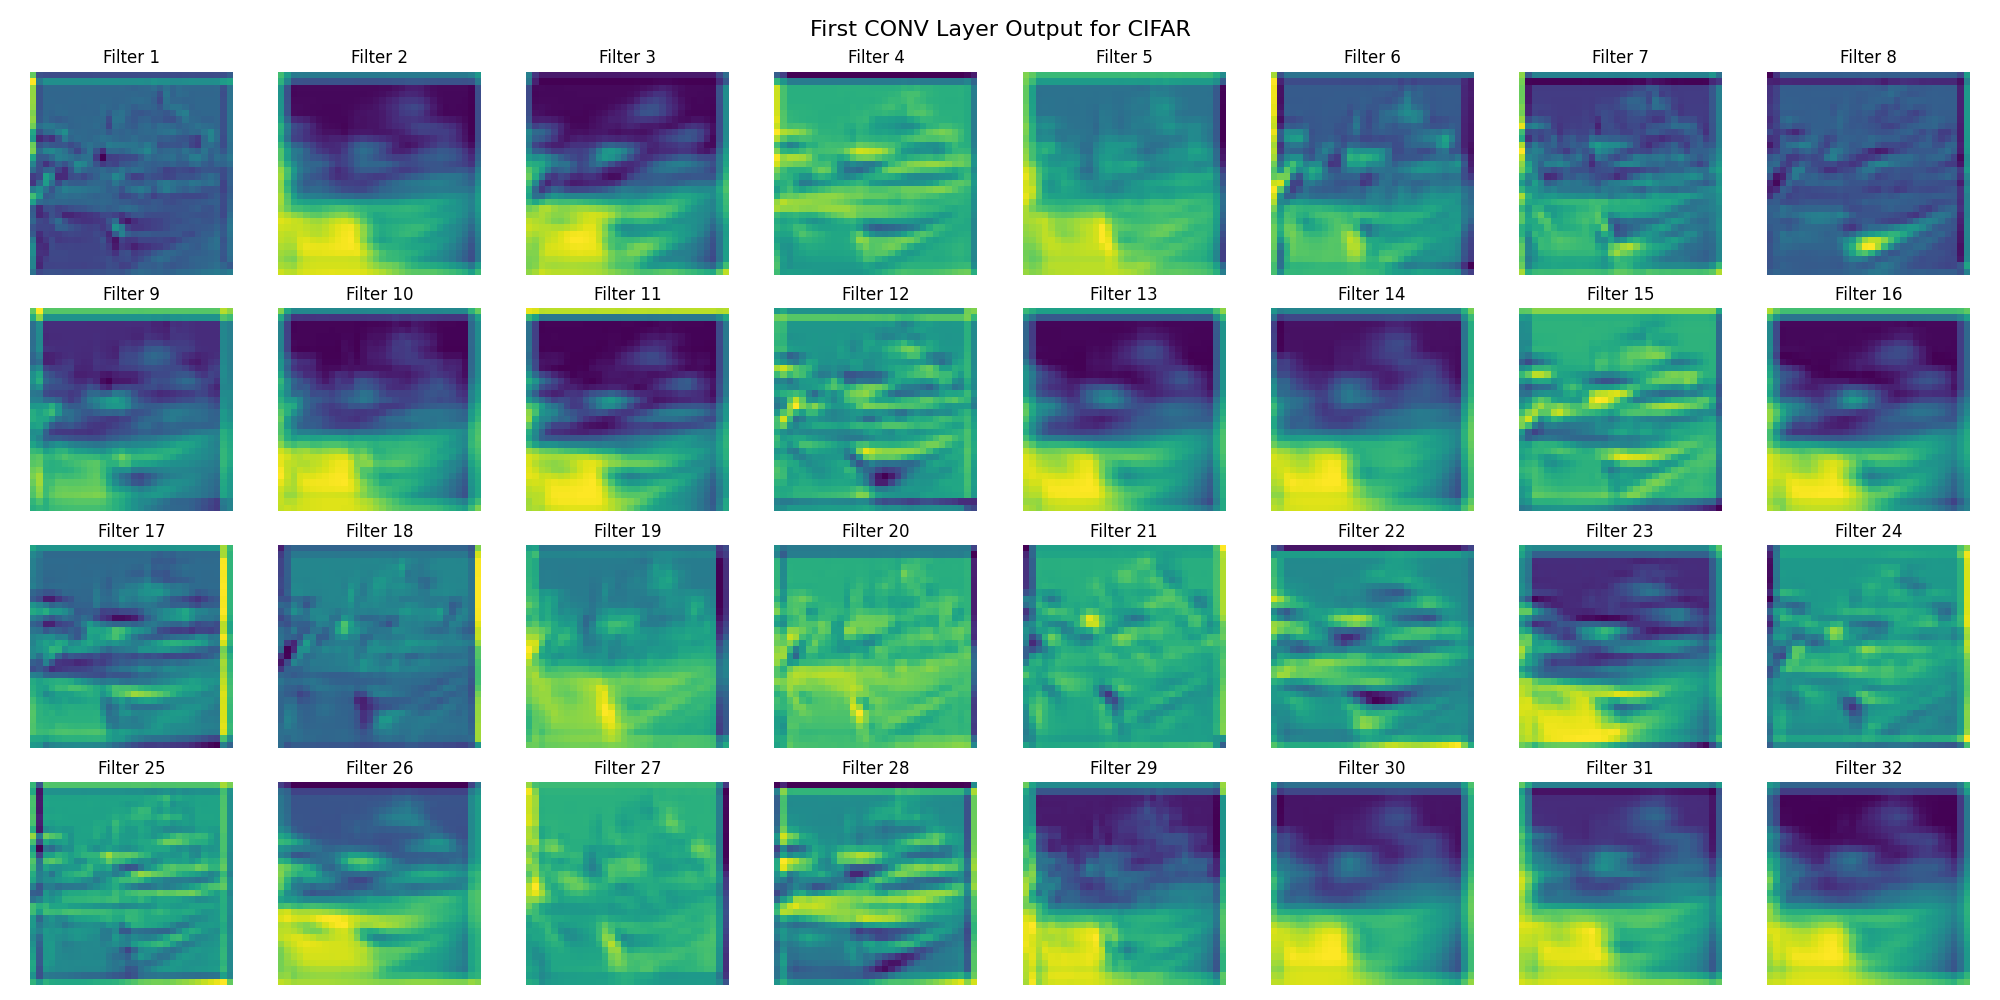 First CONV Layer Output for CIFAR
Filter 1 Filter 2 Filter 3 Filter 4 Filter 5 Filter 6 Filter 7 Filter 8
Filter 9 Filter 10 Filter 11 Filter 12 Filter 13 Filter 14 Filter 15 Filter 16
Filter 17 Filter 18 Filter 19 Filter 20 Filter 21 Filter 22 Filter 23 Filter 24
Filter 25 Filter 26 Filter 27 Filter 28 Filter 29 Filter 30 Filter 31 Filter 32